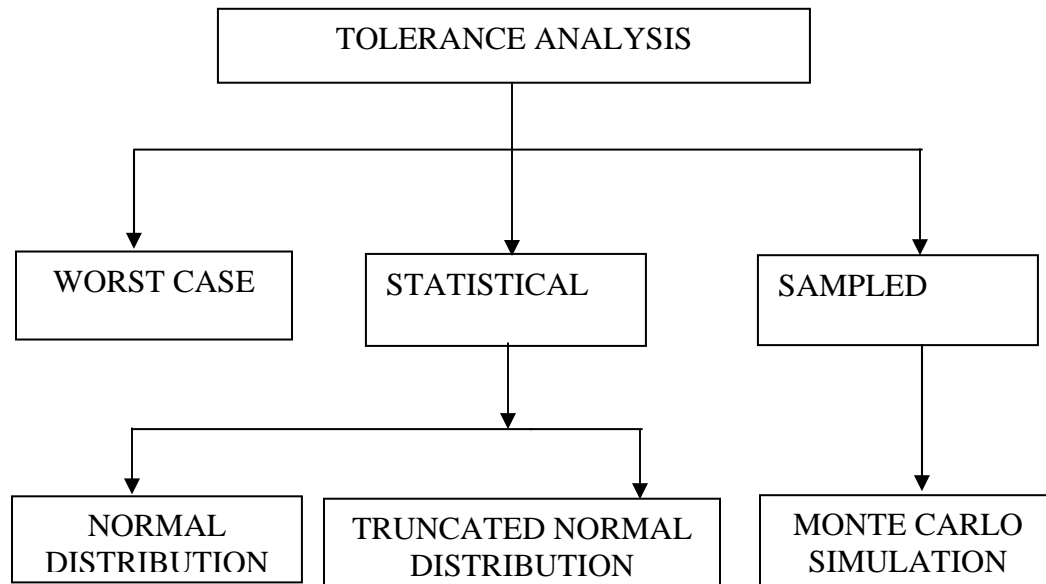 TOLERANCE ANALYSIS
WORST CASE
STATISTICAL
SAMPLED
NORMAL
DISTRIBUTION
TRUNCATED NORMAL
DISTRIBUTION
MONTE CARLO
SIMULATION